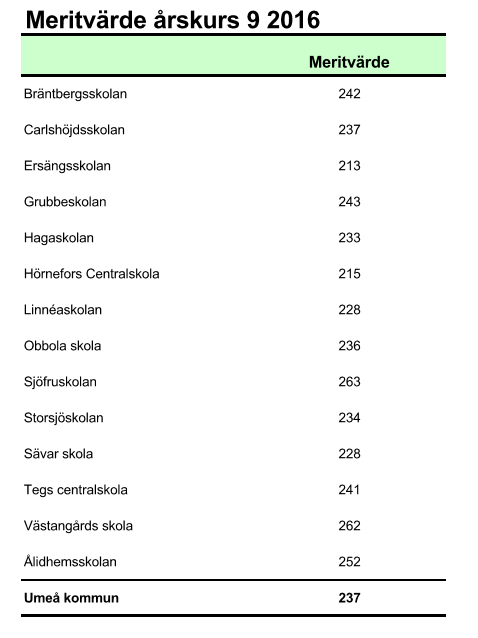 Meritvärde årskurs 9 2016
Meritvärde
Bräntbergsskolan 242
Carlshöjdsskolan 237
Ersängsskolan 213
Grubbeskolan 243
Hagaskolan 233
Hörnefors Centralskola 215
Linnéaskolan 228
Obbola skola 236
Sjöfruskolan 263
Storsjöskolan 234
Sävar skola 228
Tegs centralskola 241
Västangårds skola 262
Ålidhemsskolan 252
Umeå kommun 237